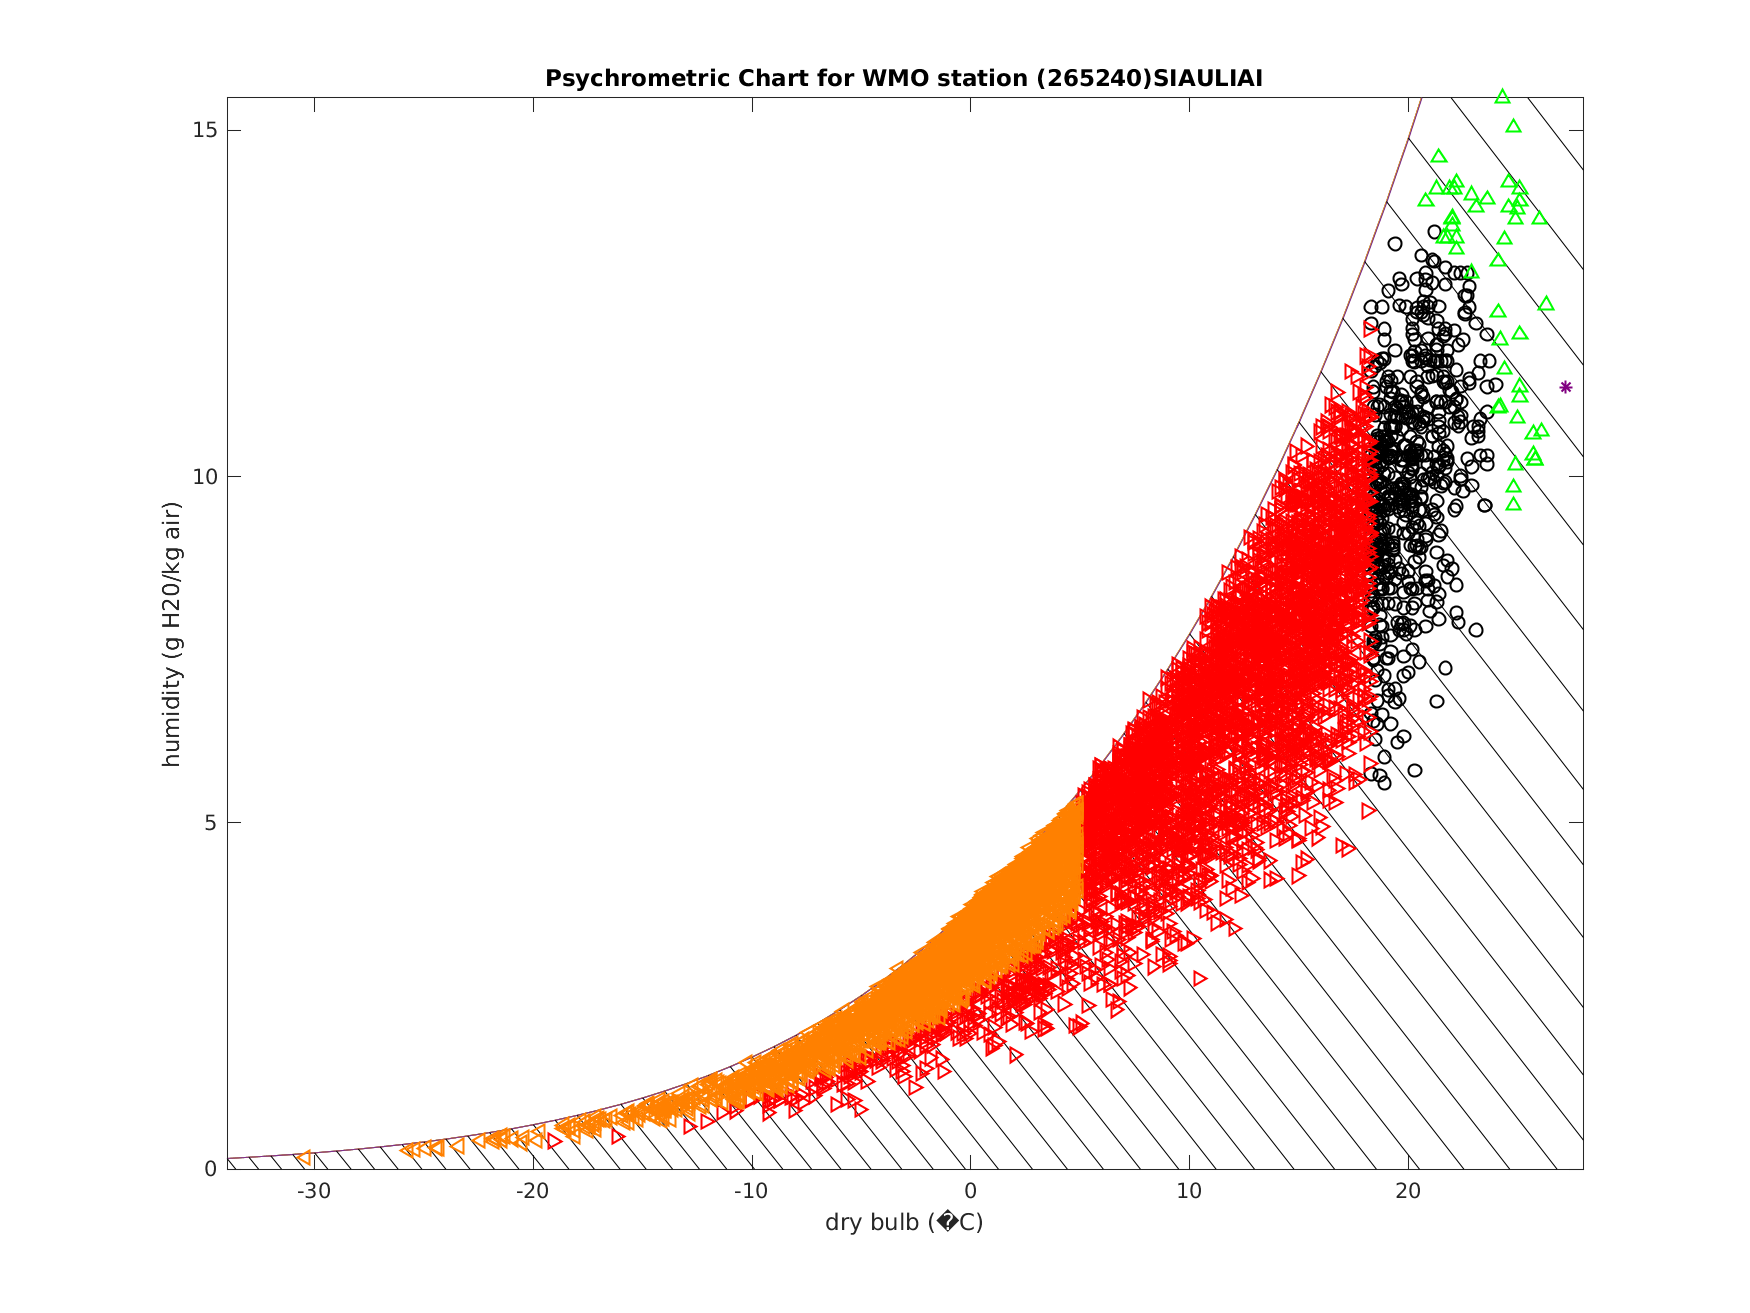 Psychrometric Chart for WMO station (265240)SIAULIAI
humidity (g H20/kg air)
15
10
5
0
-30 -20 -10 0 10 20
dry bulb (�C)